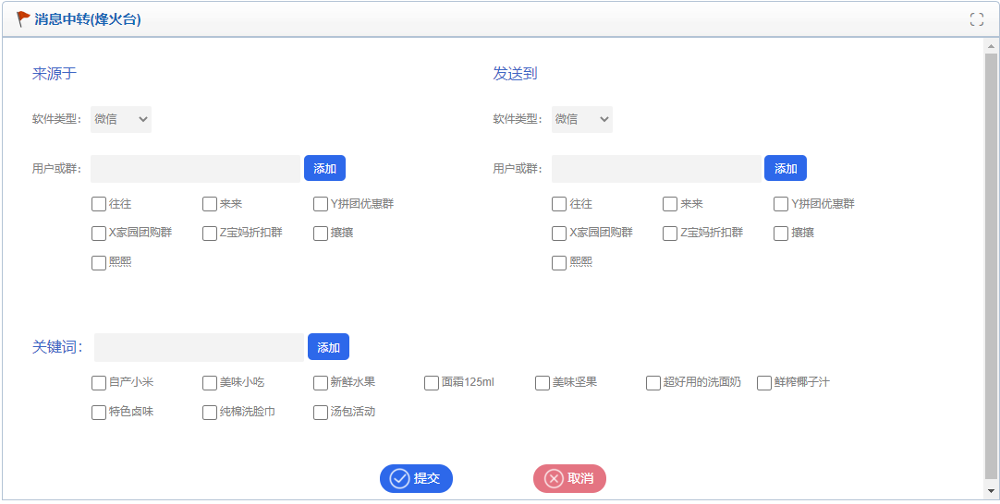 消息中转(烽火台)
来源于 发送到
软件类型： 微信 软件类型： 微信
用户或群： 添加 用户或群： 添加
往往 来来 Y拼团优惠群 往往 来来 Y拼团优惠群
X家园团购群 Z宝妈折扣群 攘攘 X家园团购群 Z宝妈折扣群 攘攘
熙熙 熙熙
关键词： 添加
自产小米 美味小吃 新鲜水果 面霜125ml 美味坚果 超好用的洗面奶 鲜榨椰子汁
特色卤味 纯棉洗脸巾 汤包活动
提交 取消